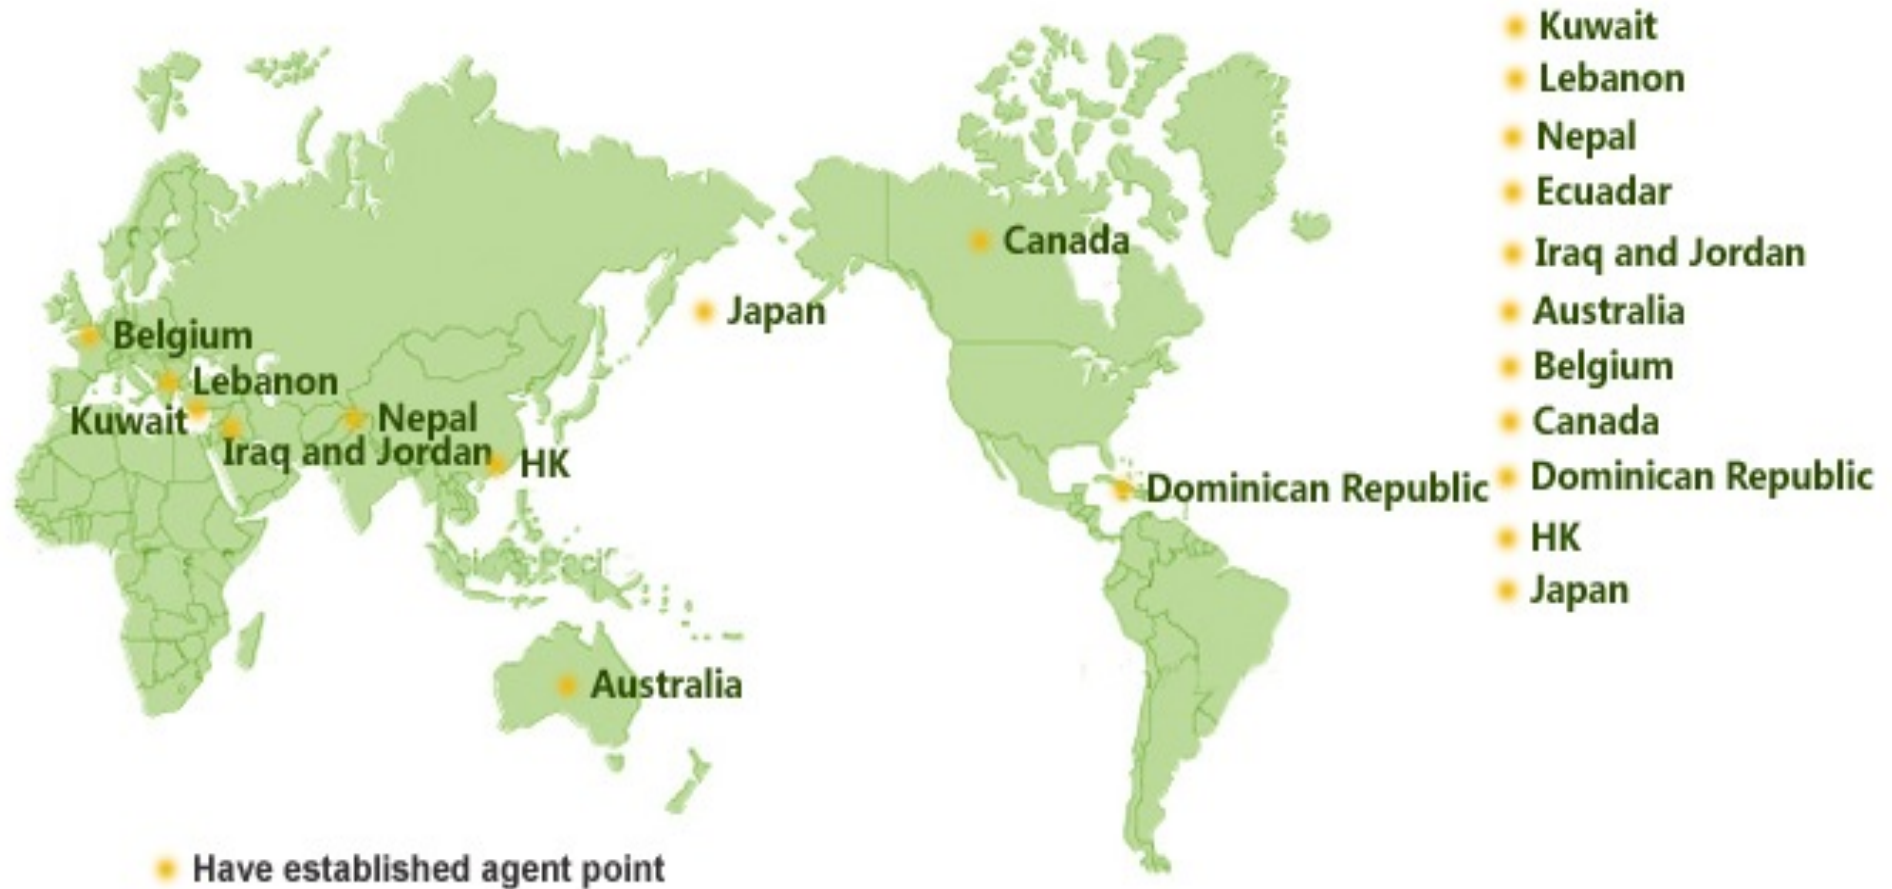 Canada
Japan
Belgium
Lebanon
Kuwait
Nepal
Iraq and Jordan
HK
Dominican Republic
Australia
Have established agent point
Kuwait
Lebanon
Nepal
Ecuadar
Iraq and Jordan
Australia
Belgium
Canada
Dominican Republic
HK
Japan